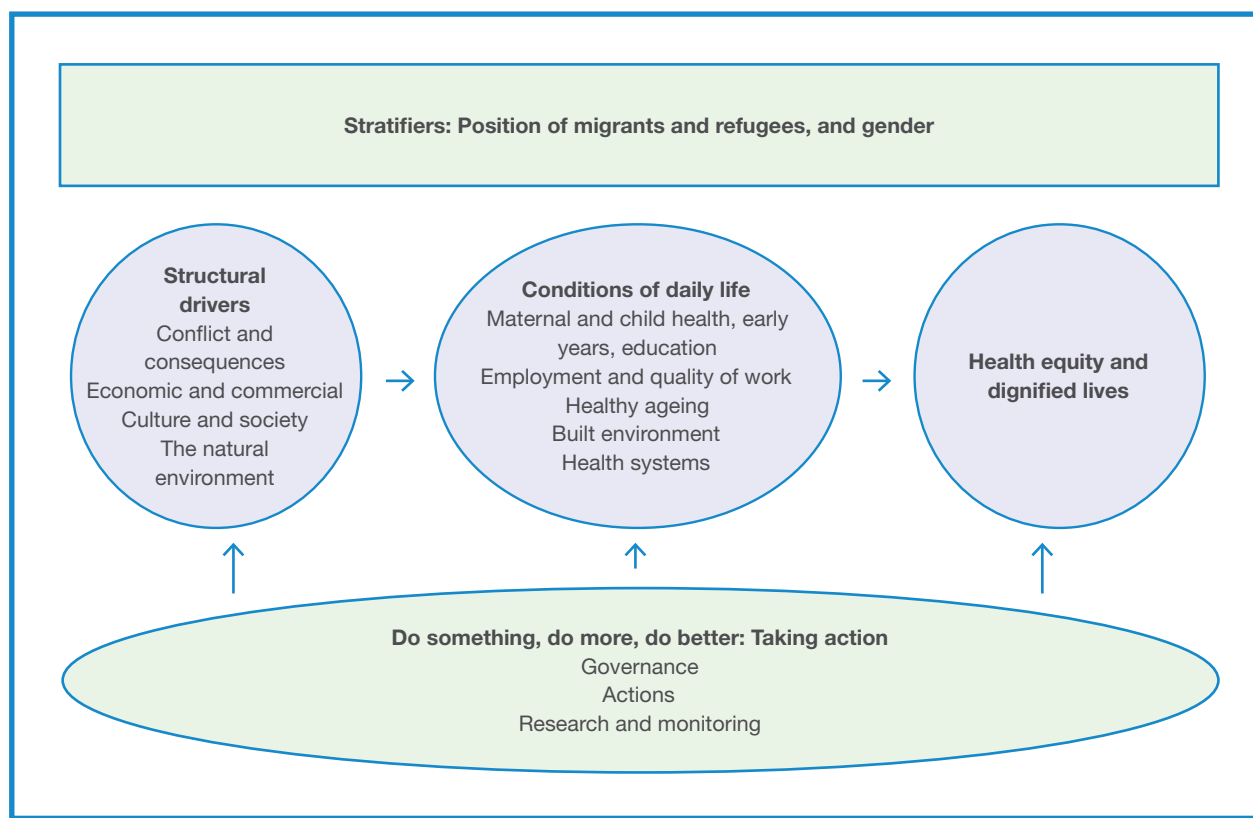 Stratifiers: Position of migrants and refugees, and gender
Structural
drivers
Conflict and
consequences
Economic and commercial
Culture and society
The natural
environment
Conditions of daily life
Maternal and child health, early
years, education
Employment and quality of work
Healthy ageing
Built environment
Health systems
Health equity and
dignified lives
Do something, do more, do better: Taking action
Governance
Actions
Research and monitoring